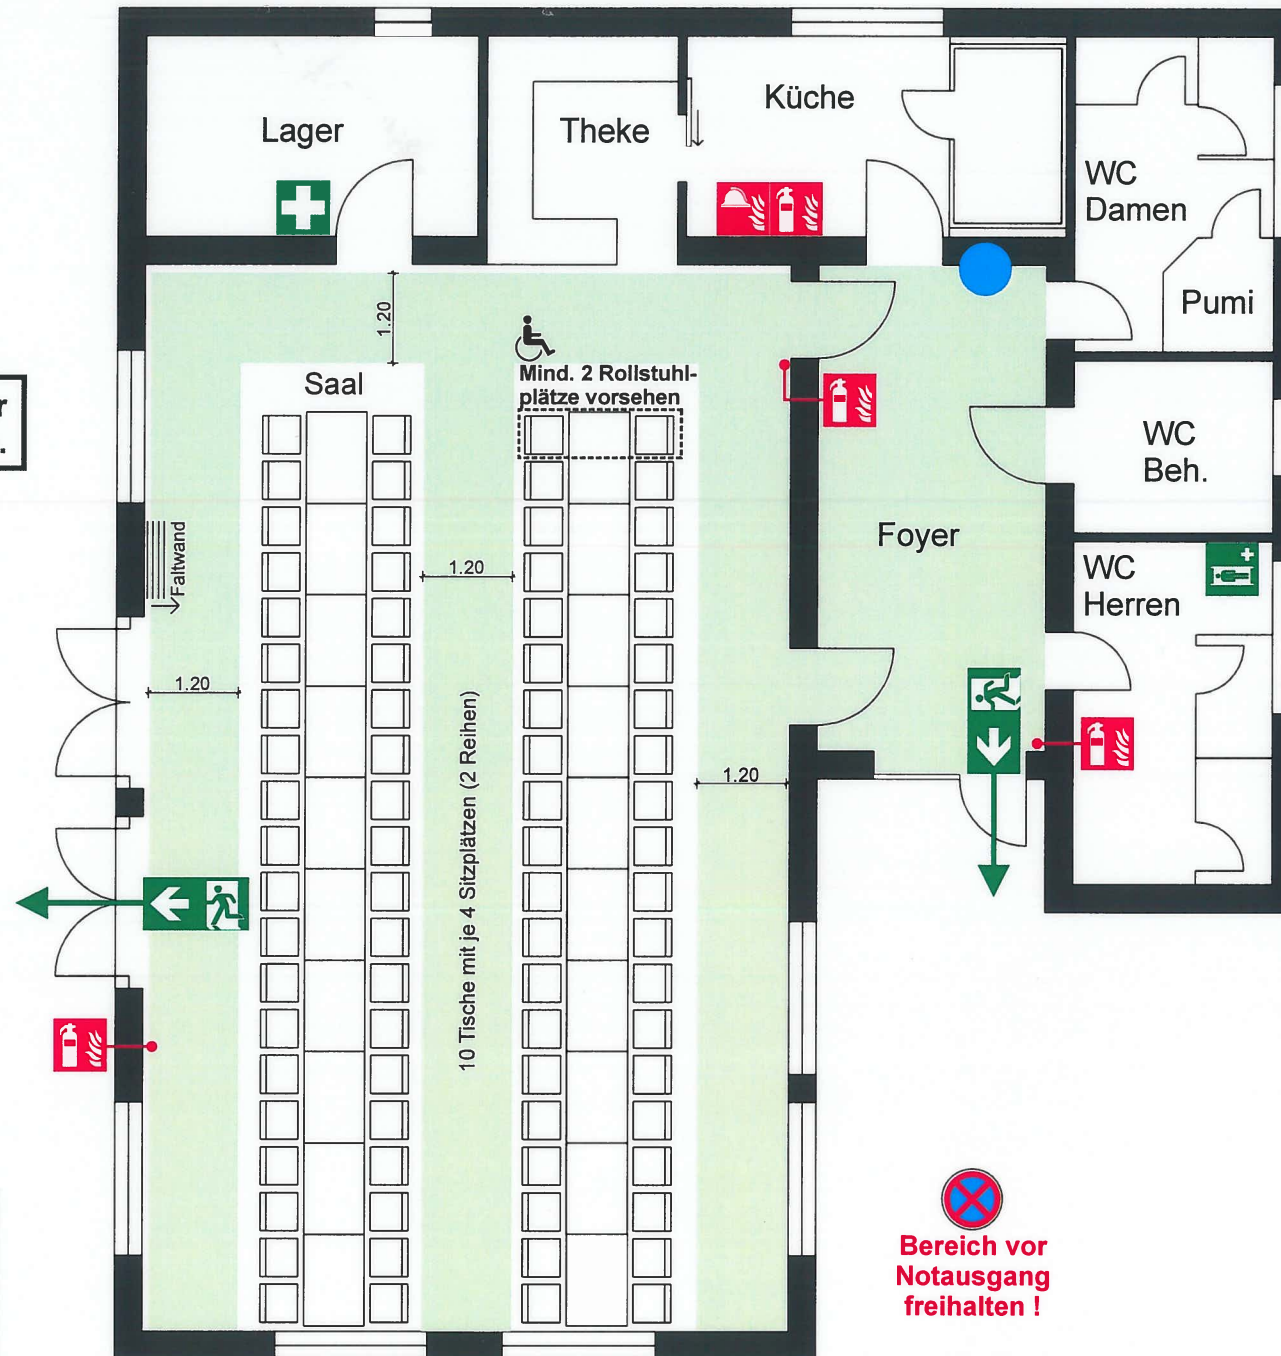 Lager
Theke
Küche
WC
Damen
Pumi
1.20
Saal
Mind. 2 Rollstuhl-
plätze vorsehen
r
.
WC
Beh.
Foyer
Faltwand
1.20
WC
Herren
1.20
10 Tische mit je 4 Sitzplätzen (2 Reihen)
1.20
Bereich vor
Notausgang
freihalten !